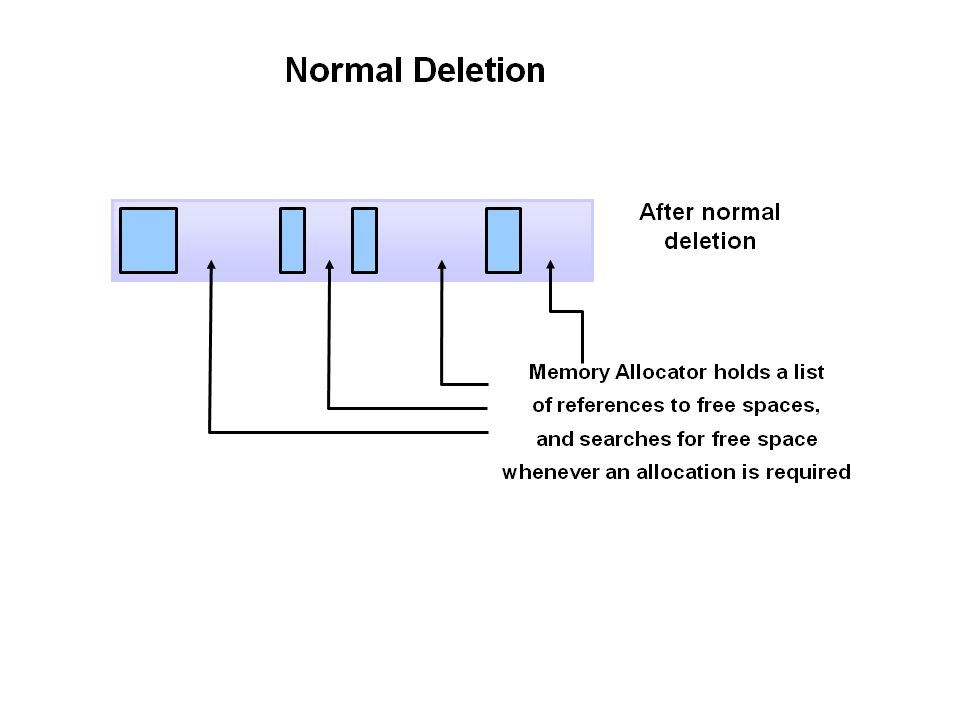 Normal Deletion
After normal
deletion
Memory Allocator holds a list
of references to free spaces,
and searches for free space
whenever an allocation is required